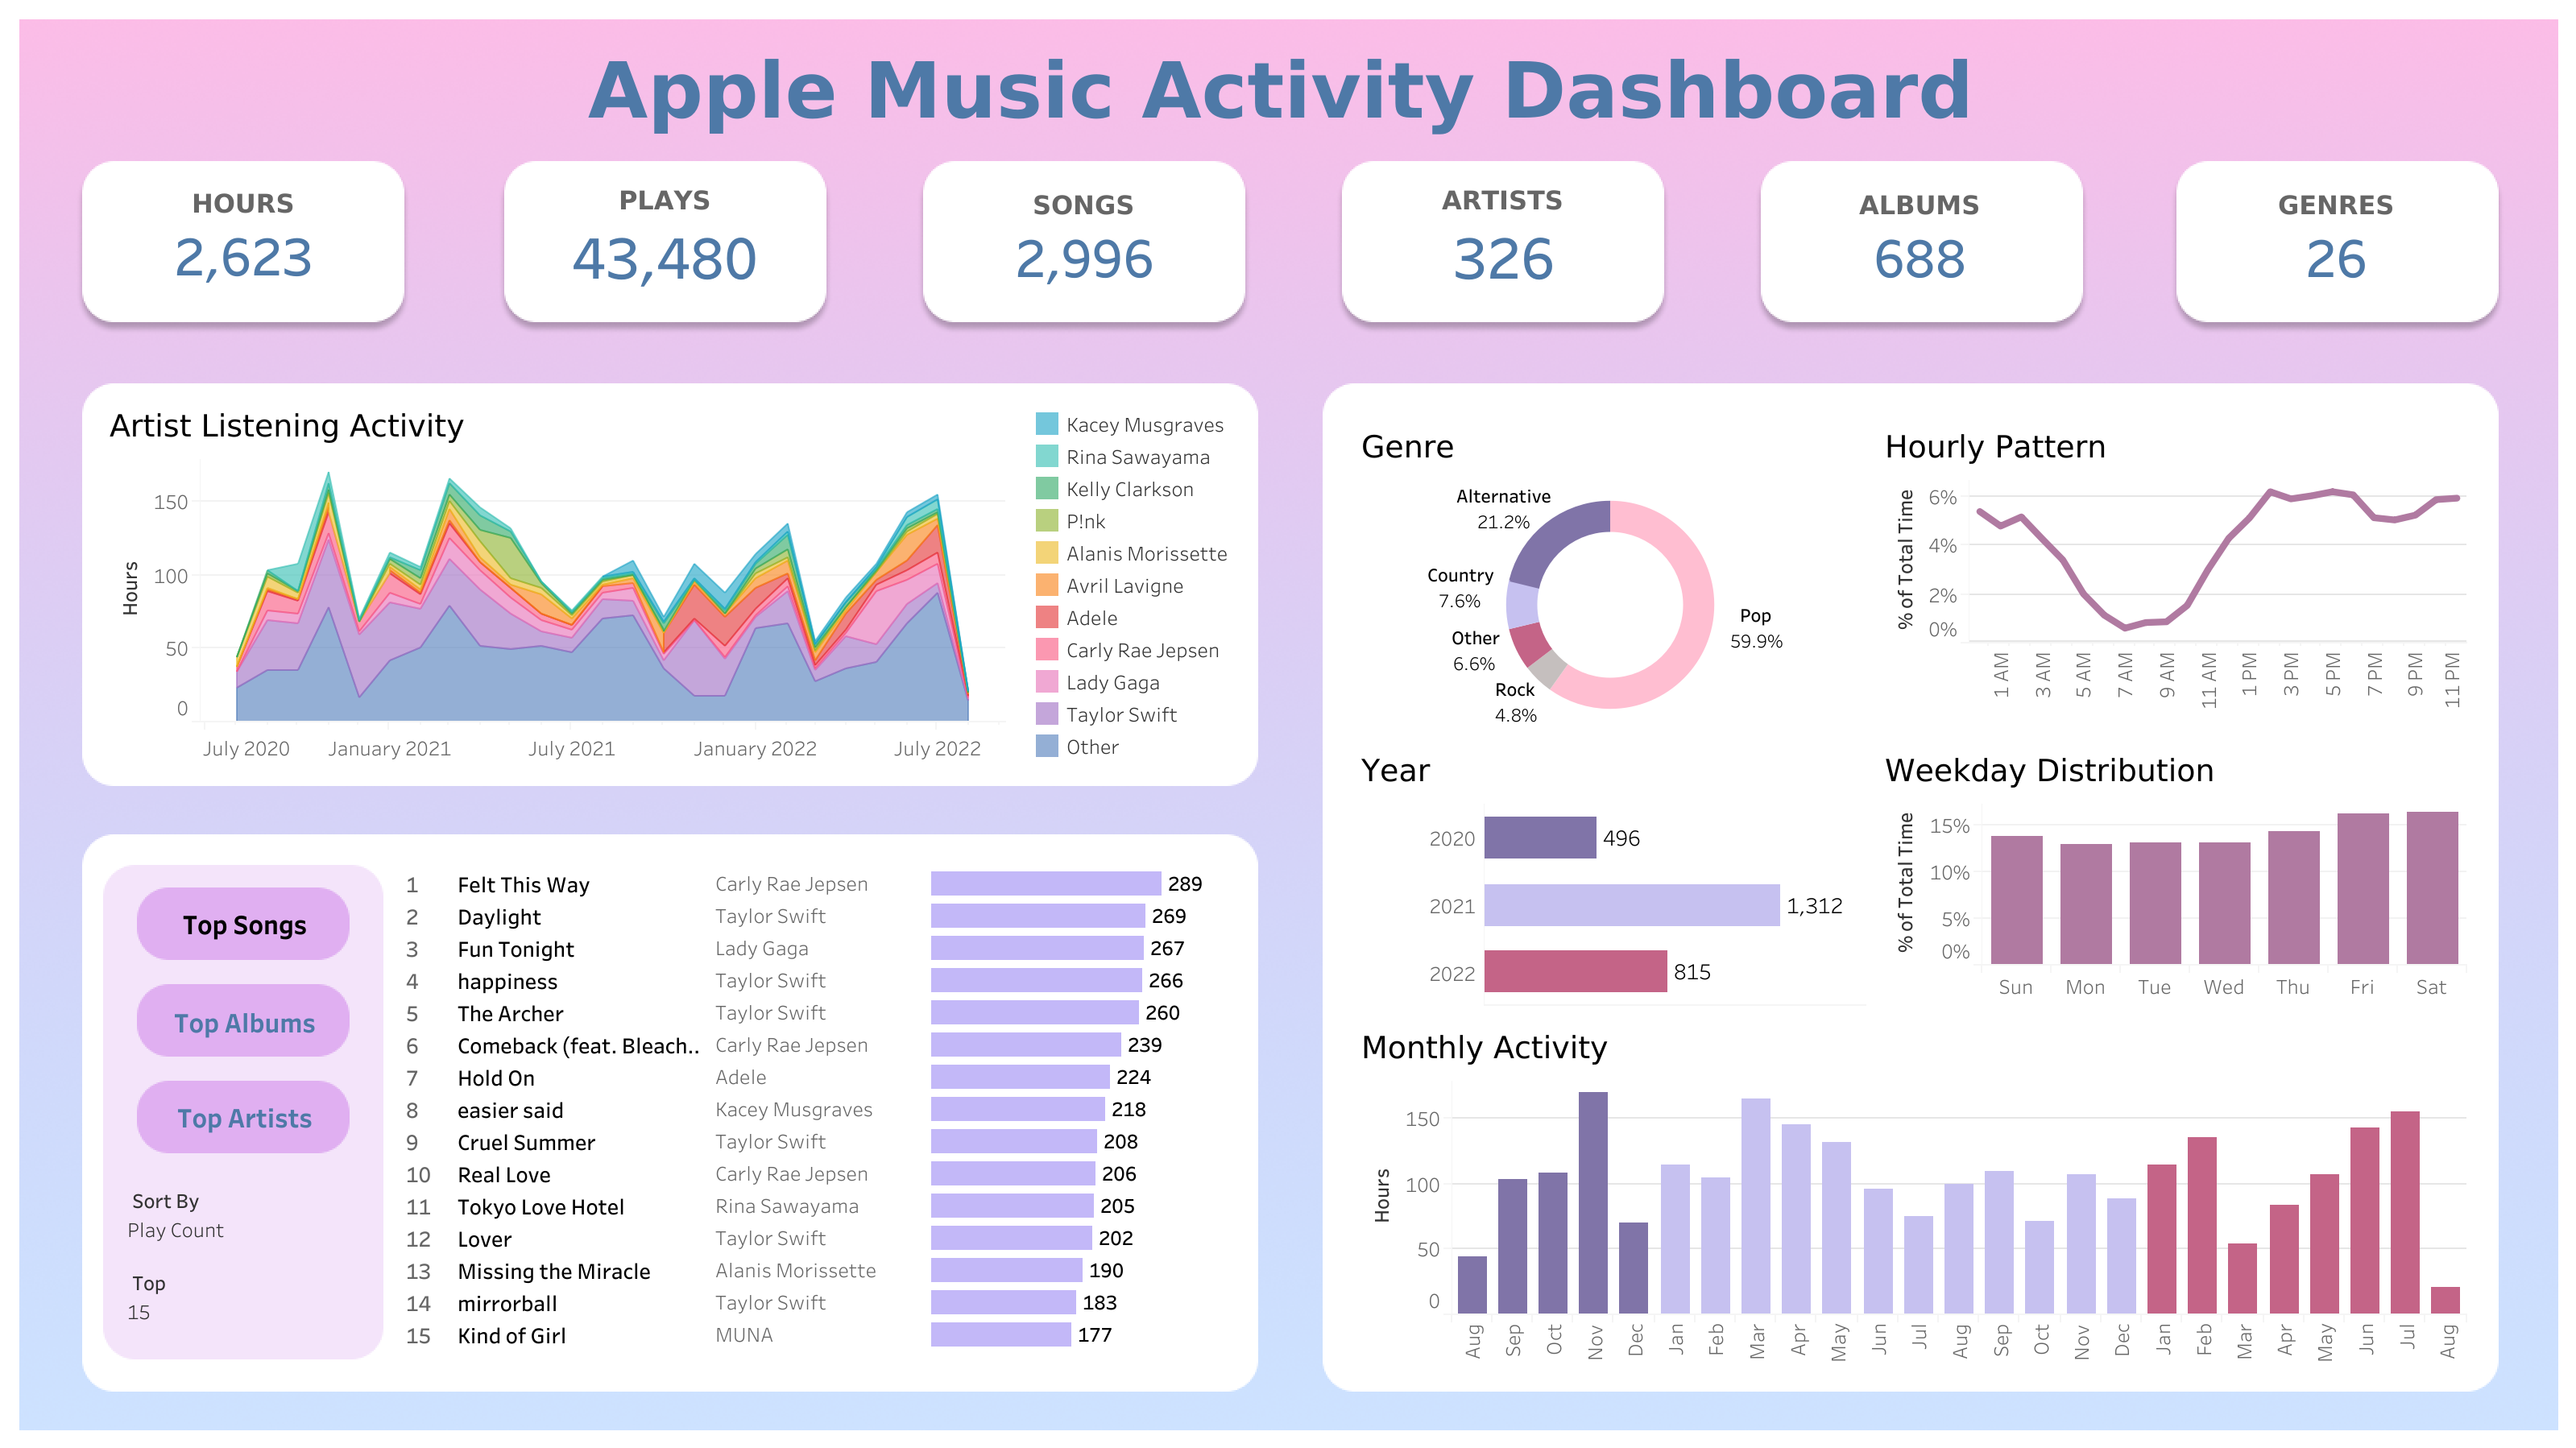 Apple Music Activity Dashboard
HOURS
2,623
PLAYS
43,480
SONGS
2,996
ARTISTS
326
ALBUMS
688
GENRES
26
Artist Listening Activity
Hours
150
100
50
0
July 2020 January 2021 July 2021 January 2022 July 2022
Kacey Musgraves
Rina Sawayama
Kelly Clarkson
P!nk
Alanis Morissette
Avril Lavigne
Adele
Carly Rae Jepsen
Lady Gaga
Taylor Swift
Other
Top Songs
Top Albums
Top Artists
Sort By
Play Count
Top
15
1 Felt This Way Carly Rae Jepsen 289
2 Daylight Taylor Swift 269
3 Fun Tonight Lady Gaga 267
4 happiness Taylor Swift 266
5 The Archer Taylor Swift 260
6 Comeback (feat. Bleach.. Carly Rae Jepsen 239
7 Hold On Adele 224
8 easier said Kacey Musgraves 218
9 Cruel Summer Taylor Swift 208
10 Real Love Carly Rae Jepsen 206
11 Tokyo Love Hotel Rina Sawayama 205
12 Lover Taylor Swift 202
13 Missing the Miracle Alanis Morissette 190
14 mirrorball Taylor Swift 183
15 Kind of Girl MUNA 177
Genre
Alternative
21.2%
Country
7.6%
Other
6.6%
Rock
4.8%
Pop
59.9%
Hourly Pattern
% of Total Time
6%
4%
2%
0%
1 AM 3 AM 5 AM 7 AM 9 AM 11 AM 1 PM 3 PM 5 PM 7 PM 9 PM 11 PM
Year
2020 496
2021 1,312
2022 815
Weekday Distribution
% of Total Time
15%
10%
5%
0%
Sun Mon Tue Wed Thu Fri Sat
Monthly Activity
Hours
150
100
50
0
Aug Sep Oct Nov Dec Jan Feb Mar Apr May Jun Jul Aug Sep Oct Nov Dec Jan Feb Mar Apr May Jun Jul Aug